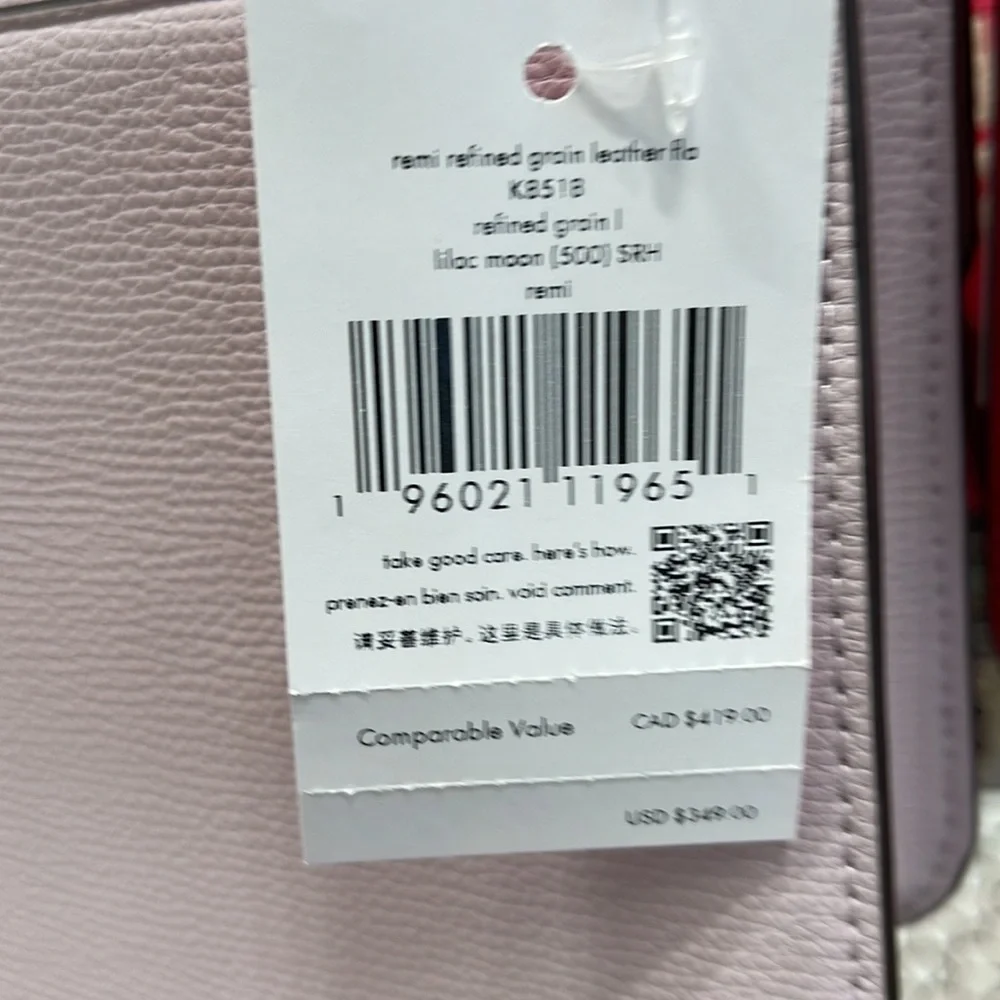 remi refined grain leather fla
K8518
refined grain l
lilac moon (500) SRH
remi
1 96021 11965 1
take good care. here's how.
prenez-en bien soin. voici comment.
请妥善维护。这里是具体做法。
Comparable Value CAD $419.00
USD $349.00